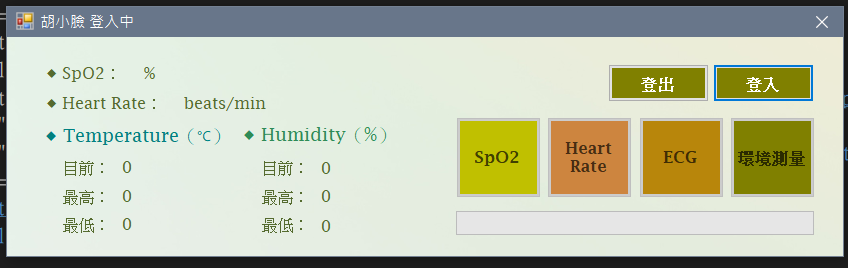 胡小臉 登入中
◆ SpO2： %
◆ Heart Rate： beats/min
◆ Temperature（℃） ◆ Humidity（%）
目前： 0 目前： 0
最高： 0 最高： 0
最低： 0 最低： 0
登出 登入
SpO2 Heart Rate ECG 環境測量